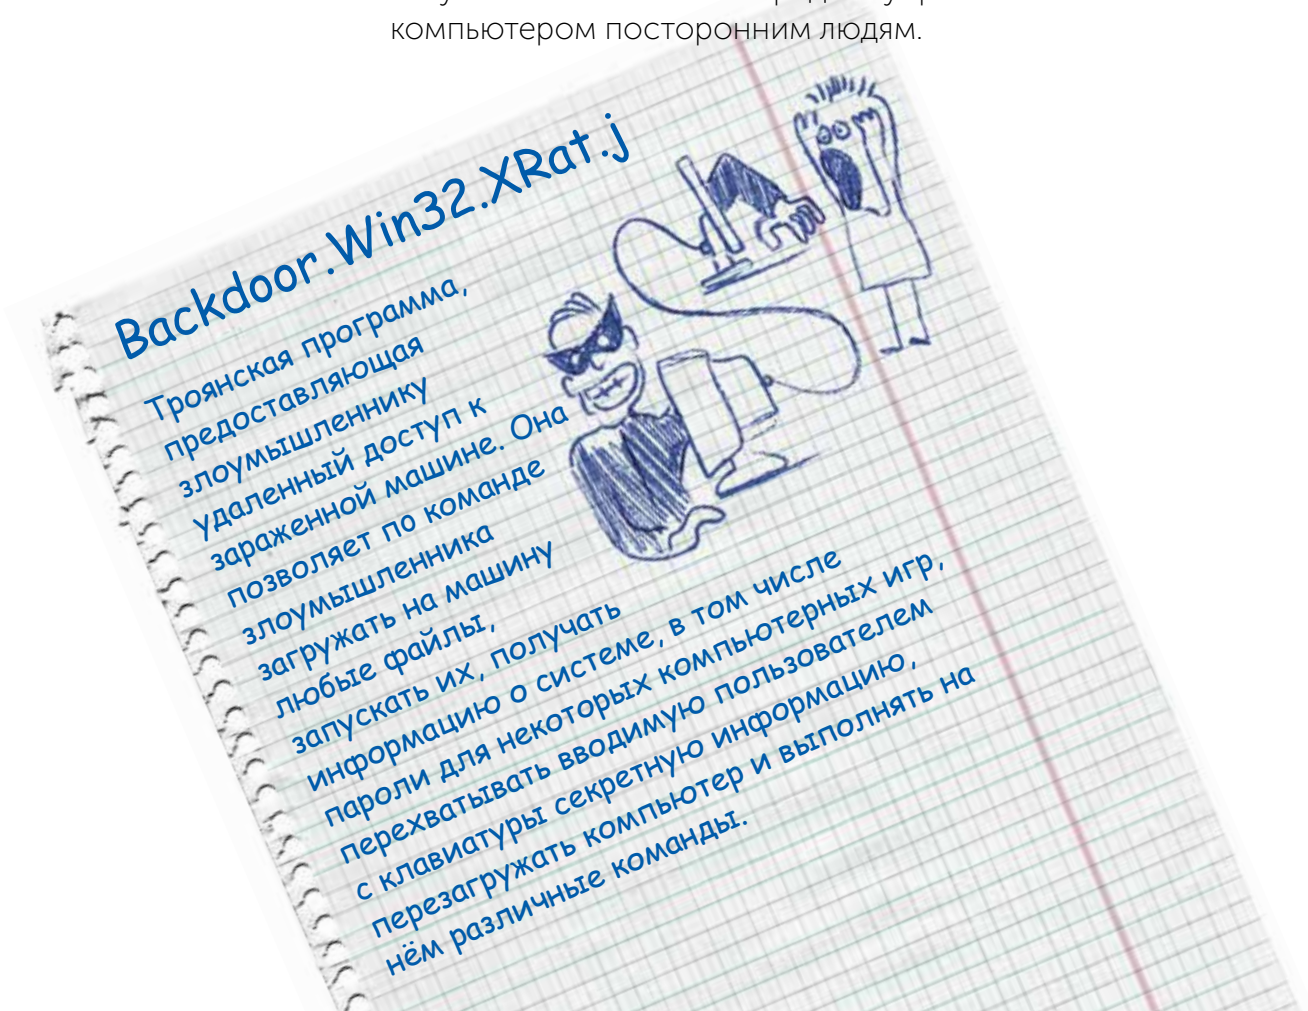 компьютером посторонним людям.
Backdoor.Win32.XRat.j
Троянская программа,
предоставляющая
злоумышленнику
удаленный доступ к
зараженной машине. Она
позволяет по команде
злоумышленника
загружать на машину
любые файлы,
запускать их, получать
информацию о системе, в том числе
пароли для некоторых компьютерных игр,
перехватывать вводимую пользователем
с клавиатуры секретную информацию,
перезагружать компьютер и выполнять на
нём различные команды.